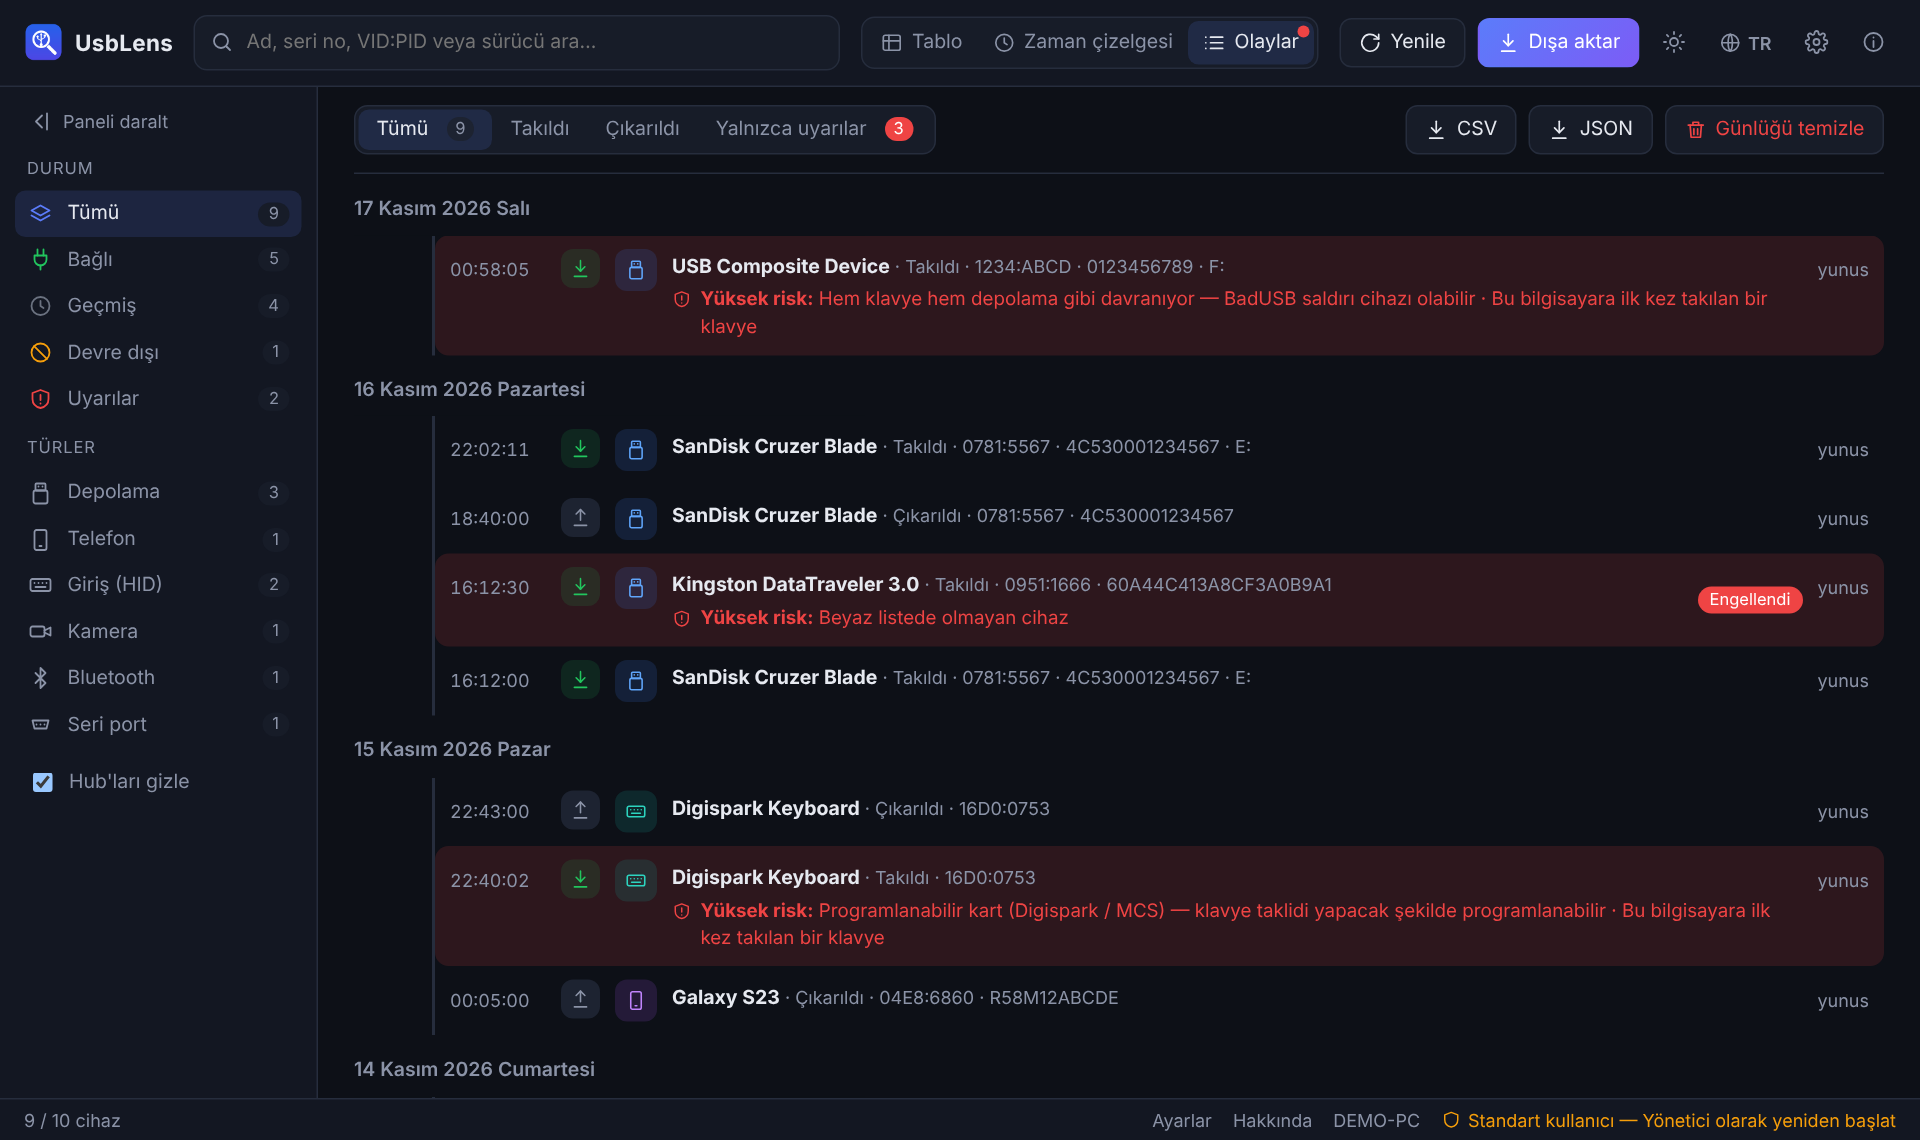 UsbLens
Ad, seri no, VID:PID veya sürücü ara...
Tablo
Zaman çizelgesi
Olaylar
Yenile
Dışa aktar
TR
Paneli daralt
DURUM
Tümü 9
Bağlı 5
Geçmiş 4
Devre dışı 1
Uyarılar 2
TÜRLER
Depolama 3
Telefon 1
Giriş (HID) 2
Kamera 1
Bluetooth 1
Seri port 1
Hub'ları gizle
Tümü 9
Takıldı
Çıkarıldı
Yalnızca uyarılar 3
CSV
JSON
Günlüğü temizle
17 Kasım 2026 Salı
00:58:05 USB Composite Device · Takıldı · 1234:ABCD · 0123456789 · F: yunus
Yüksek risk: Hem klavye hem depolama gibi davranıyor — BadUSB saldırı cihazı olabilir · Bu bilgisayara ilk kez takılan bir
klavye
16 Kasım 2026 Pazartesi
22:02:11 SanDisk Cruzer Blade · Takıldı · 0781:5567 · 4C530001234567 · E: yunus
18:40:00 SanDisk Cruzer Blade · Çıkarıldı · 0781:5567 · 4C530001234567 yunus
16:12:30 Kingston DataTraveler 3.0 · Takıldı · 0951:1666 · 60A44C413A8CF3A0B9A1 Engellendi yunus
Yüksek risk: Beyaz listede olmayan cihaz
16:12:00 SanDisk Cruzer Blade · Takıldı · 0781:5567 · 4C530001234567 · E: yunus
15 Kasım 2026 Pazar
22:43:00 Digispark Keyboard · Çıkarıldı · 16D0:0753 yunus
22:40:02 Digispark Keyboard · Takıldı · 16D0:0753 yunus
Yüksek risk: Programlanabilir kart (Digispark / MCS) — klavye taklidi yapacak şekilde programlanabilir · Bu bilgisayara ilk
kez takılan bir klavye
00:05:00 Galaxy S23 · Çıkarıldı · 04E8:6860 · R58M12ABCDE yunus
14 Kasım 2026 Cumartesi
9 / 10 cihaz
Ayarlar
Hakkında
DEMO-PC
Standart kullanıcı — Yönetici olarak yeniden başlat